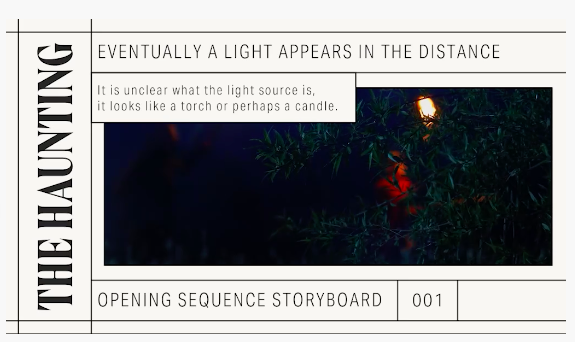 THE HAUNTING
EVENTUALLY A LIGHT APPEARS IN THE DISTANCE
It is unclear what the light source is,
it looks like a torch or perhaps a candle.
OPENING SEQUENCE STORYBOARD
001